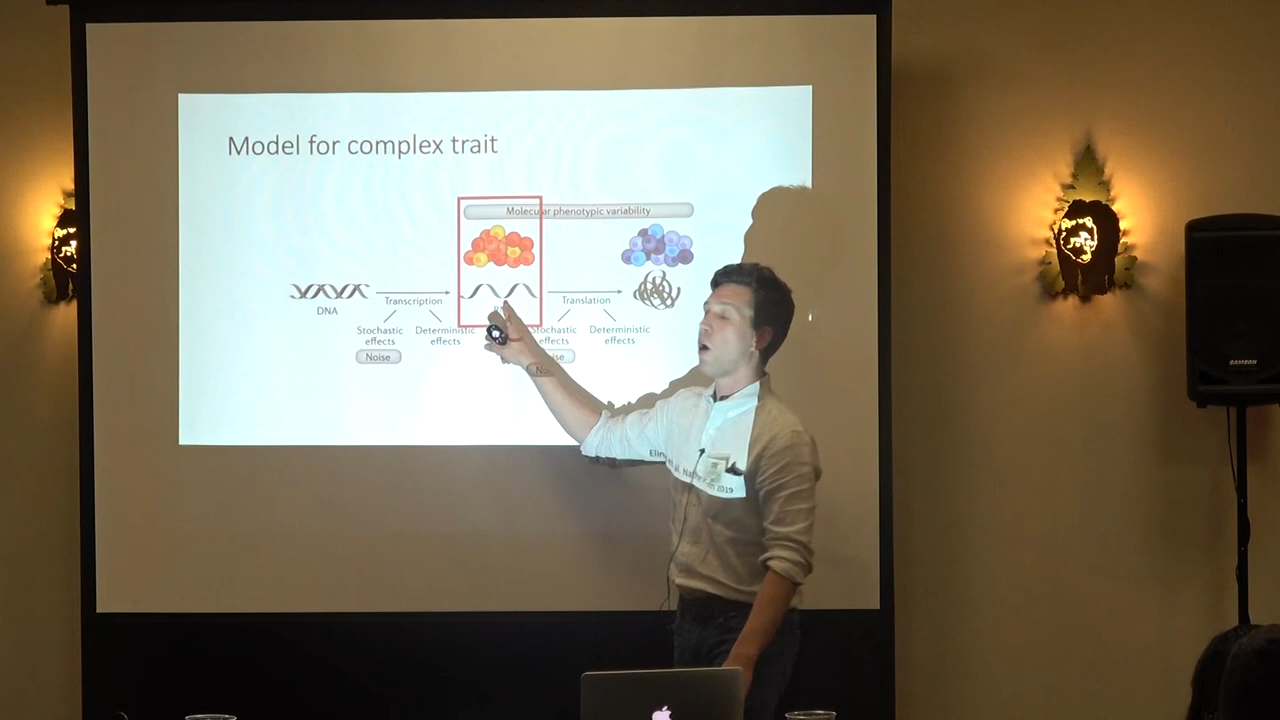 Model for complex trait
Molecular phenotypic variability
DNA
Transcription
Translation
Stochastic effects
Deterministic effects
Stochastic effects
Deterministic effects
Noise
2019
SAMSON